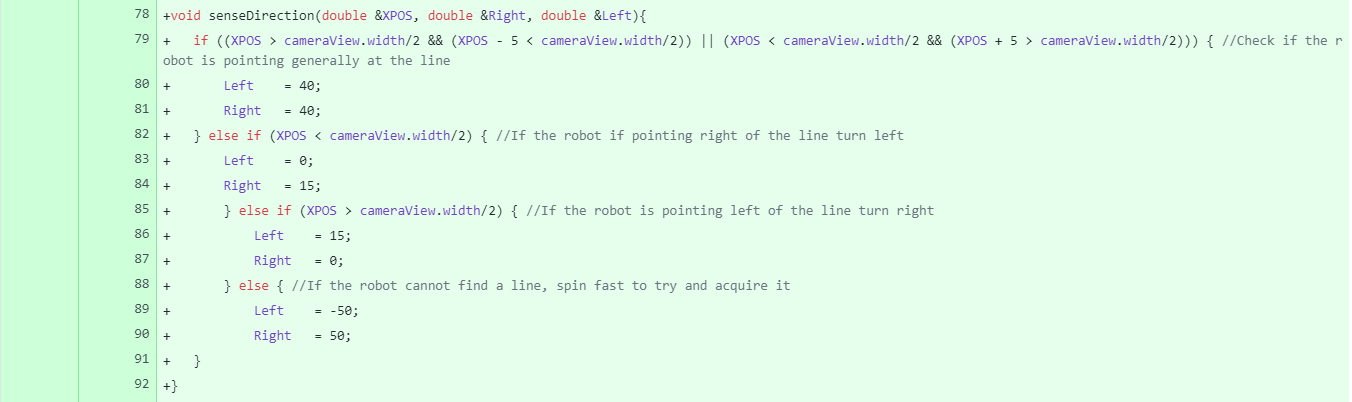 78 +void senseDirection(double &XPOS, double &Right, double &Left){
79 +   if ((XPOS > cameraView.width/2 && (XPOS - 5 < cameraView.width/2)) || (XPOS < cameraView.width/2 && (XPOS + 5 > cameraView.width/2))) { //Check if the r
obot is pointing generally at the line
80 +       Left    = 40;
81 +       Right   = 40;
82 +   } else if (XPOS < cameraView.width/2) { //If the robot if pointing right of the line turn left
83 +       Left    = 0;
84 +       Right   = 15;
85 +       } else if (XPOS > cameraView.width/2) { //If the robot is pointing left of the line turn right
86 +           Left    = 15;
87 +           Right   = 0;
88 +       } else { //If the robot cannot find a line, spin fast to try and acquire it
89 +           Left    = -50;
90 +           Right   = 50;
91 +   }
92 +}